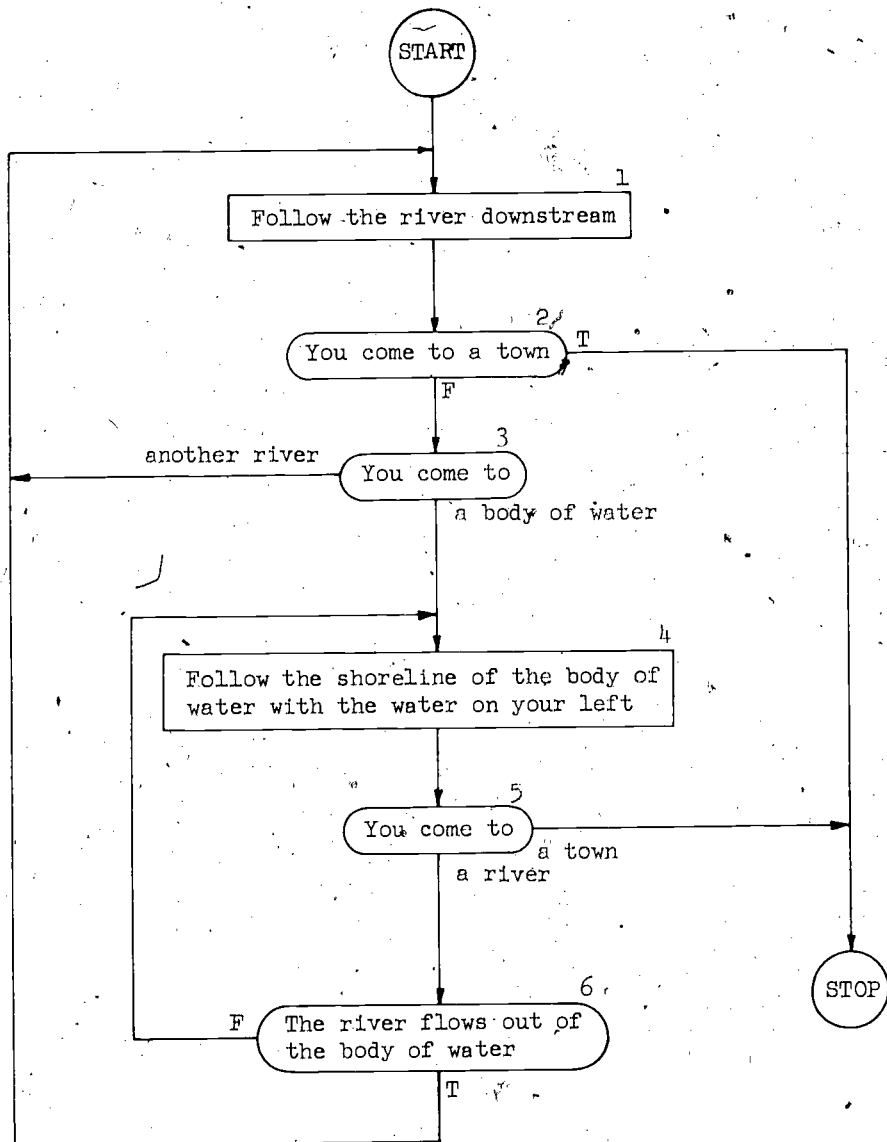 START
1
Follow the river downstream
2
You come to a town
T
F
3
another river
You come to
a body of water
4
Follow the shoreline of the body of
water with the water on your left
5
You come to
a town
a river
6
STOP
F
The river flows out of
the body of water
T